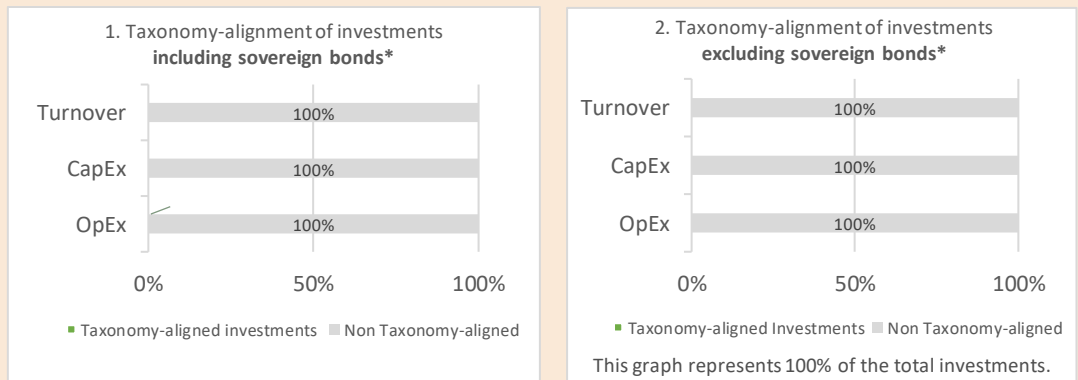 1. Taxonomy-alignment of investments
including sovereign bonds*
Turnover
100%
CapEx
100%
OpEx
100%
0%
50%
100%
Taxonomy-aligned investments
Non Taxonomy-aligned
2. Taxonomy-alignment of investments
excluding sovereign bonds*
Turnover
100%
CapEx
100%
OpEx
100%
0%
50%
100%
Taxonomy-aligned Investments
Non Taxonomy-aligned
This graph represents 100% of the total investments.